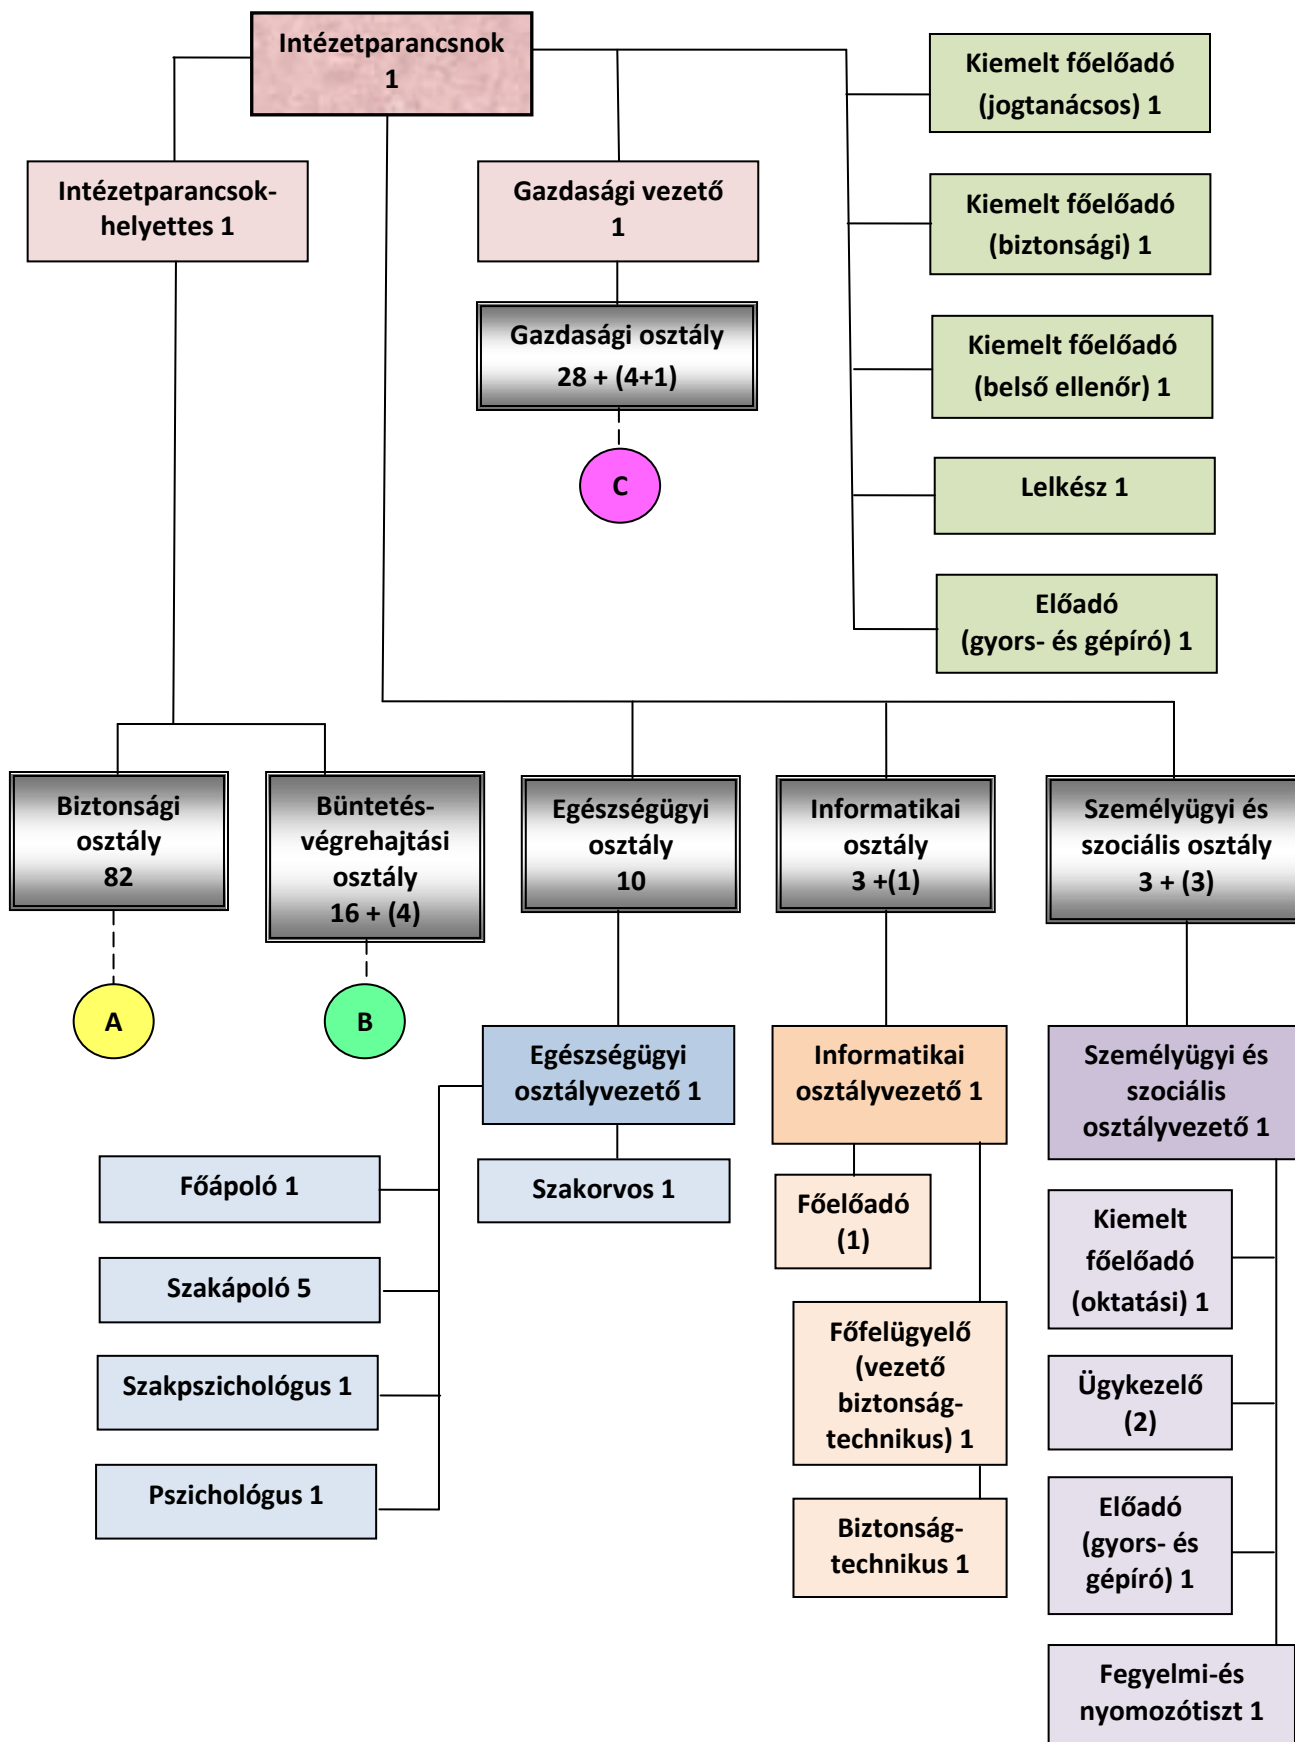 Intézetparancsnok
1
Kiemelt főelőadó
(jogtanácsos) 1
Intézetparancsok-
helyettes 1
Gazdasági vezető
1
Kiemelt főelőadó
(biztonsági) 1
Gazdasági osztály
28 + (4+1)
Kiemelt főelőadó
(belső ellenőr) 1
C
Lelkész 1
Előadó
(gyors- és gépíró) 1
Biztonsági
osztály
82
Büntetés-
végrehajtási
osztály
16 + (4)
Egészségügyi
osztály
10
Informatikai
osztály
3 +(1)
Személyügyi és
szociális osztály
3 + (3)
A
B
Egészségügyi
osztályvezető 1
Informatikai
osztályvezető 1
Személyügyi és
szociális
osztályvezető 1
Főápoló 1
Szakorvos 1
Főelőadó
(1)
Kiemelt
főelőadó
(oktatási) 1
Szakápoló 5
Főfelügyelő
(vezető
biztonság-
technikus) 1
Szakpszichológus 1
Ügykezelő
(2)
Pszichológus 1
Biztonság-
technikus 1
Előadó
(gyors- és
gépíró) 1
Fegyelmi-és
nyomozótiszt 1